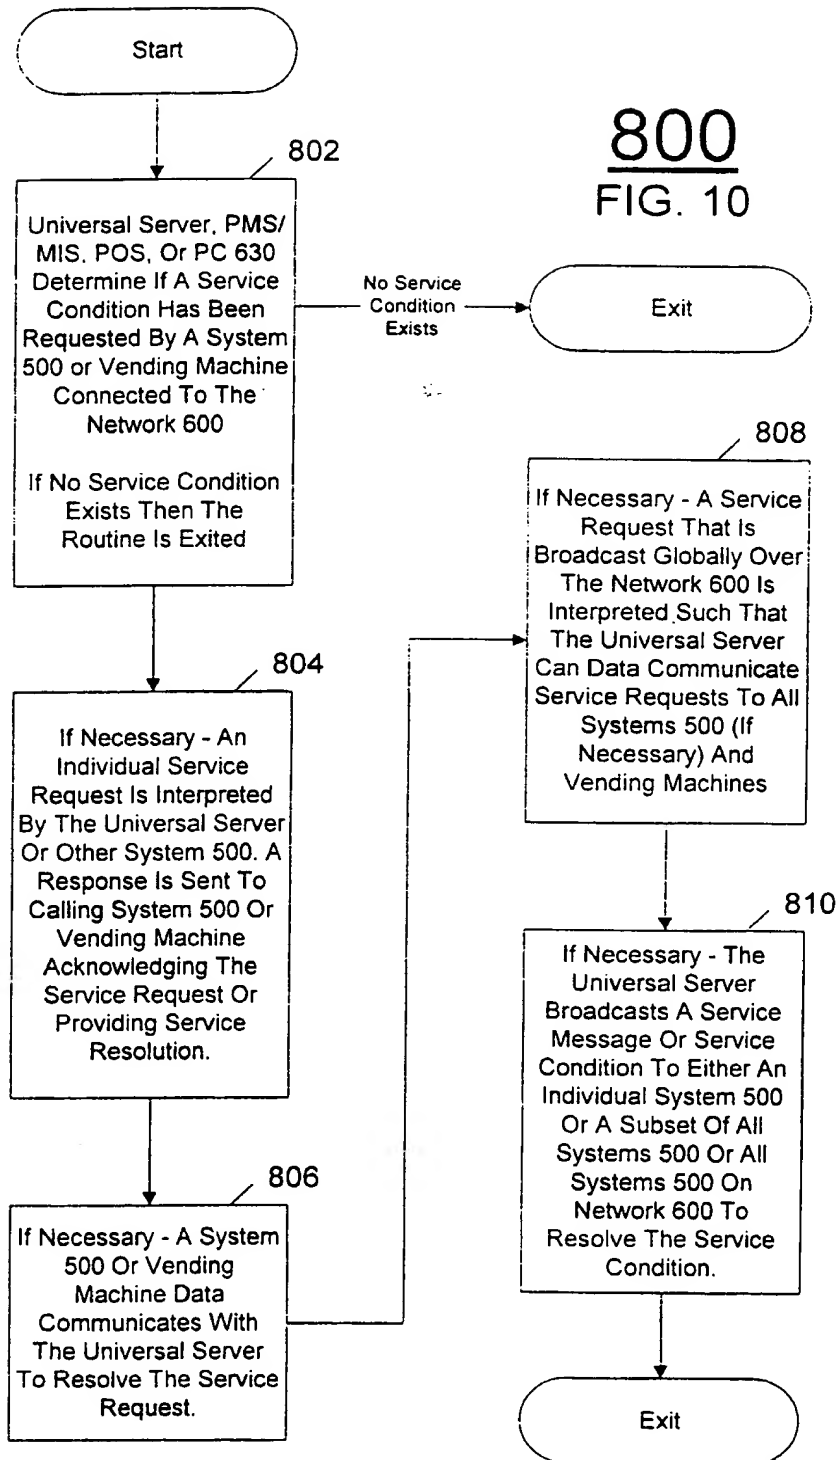 Start
800
FIG. 10
802
Universal Server, PMS/
MIS, POS, Or PC 630
Determine If A Service
Condition Has Been
Requested By A System
500 or Vending Machine
Connected To The
Network 600
If No Service Condition
Exists Then The
Routine Is Exited
No Service
Condition
Exists
Exit
804
If Necessary - An
Individual Service
Request Is Interpreted
By The Universal Server
Or Other System 500. A
Response Is Sent To
Calling System 500 Or
Vending Machine
Acknowledging The
Service Request Or
Providing Service
Resolution.
806
If Necessary - A System
500 Or Vending
Machine Data
Communicates With
The Universal Server
To Resolve The Service
Request.
808
If Necessary - A Service
Request That Is
Broadcast Globally Over
The Network 600 Is
Interpreted Such That
The Universal Server
Can Data Communicate
Service Requests To All
Systems 500 (If
Necessary) And
Vending Machines
810
If Necessary - The
Universal Server
Broadcasts A Service
Message Or Service
Condition To Either An
Individual System 500
Or A Subset Of All
Systems 500 Or All
Systems 500 On
Network 600 To
Resolve The Service
Condition.
Exit